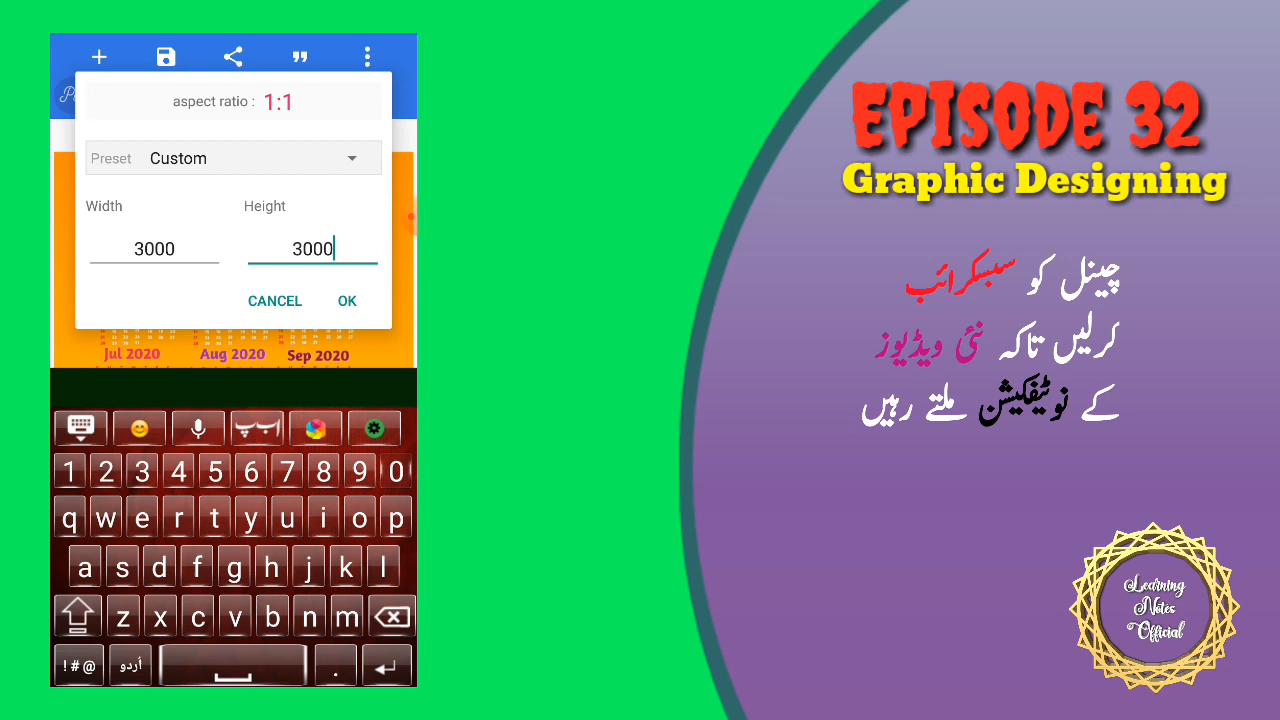 aspect ratio : 1:1
Preset Custom
Width Height
3000 3000
CANCEL OK
Jul 2020 Aug 2020 Sep 2020
اب پ
1 2 3 4 5 6 7 8 9 0
q w e r t y u i o p
a s d f g h j k l
z x c v b n m
! # @ اُردو .
EPISODE 32
Graphic Designing
چینل کو سبسکرائب
کرلیں تاکہ نئی ویڈیوز
کے نوٹیفکیشن ملتے رہیں
Learning
Notes
Official